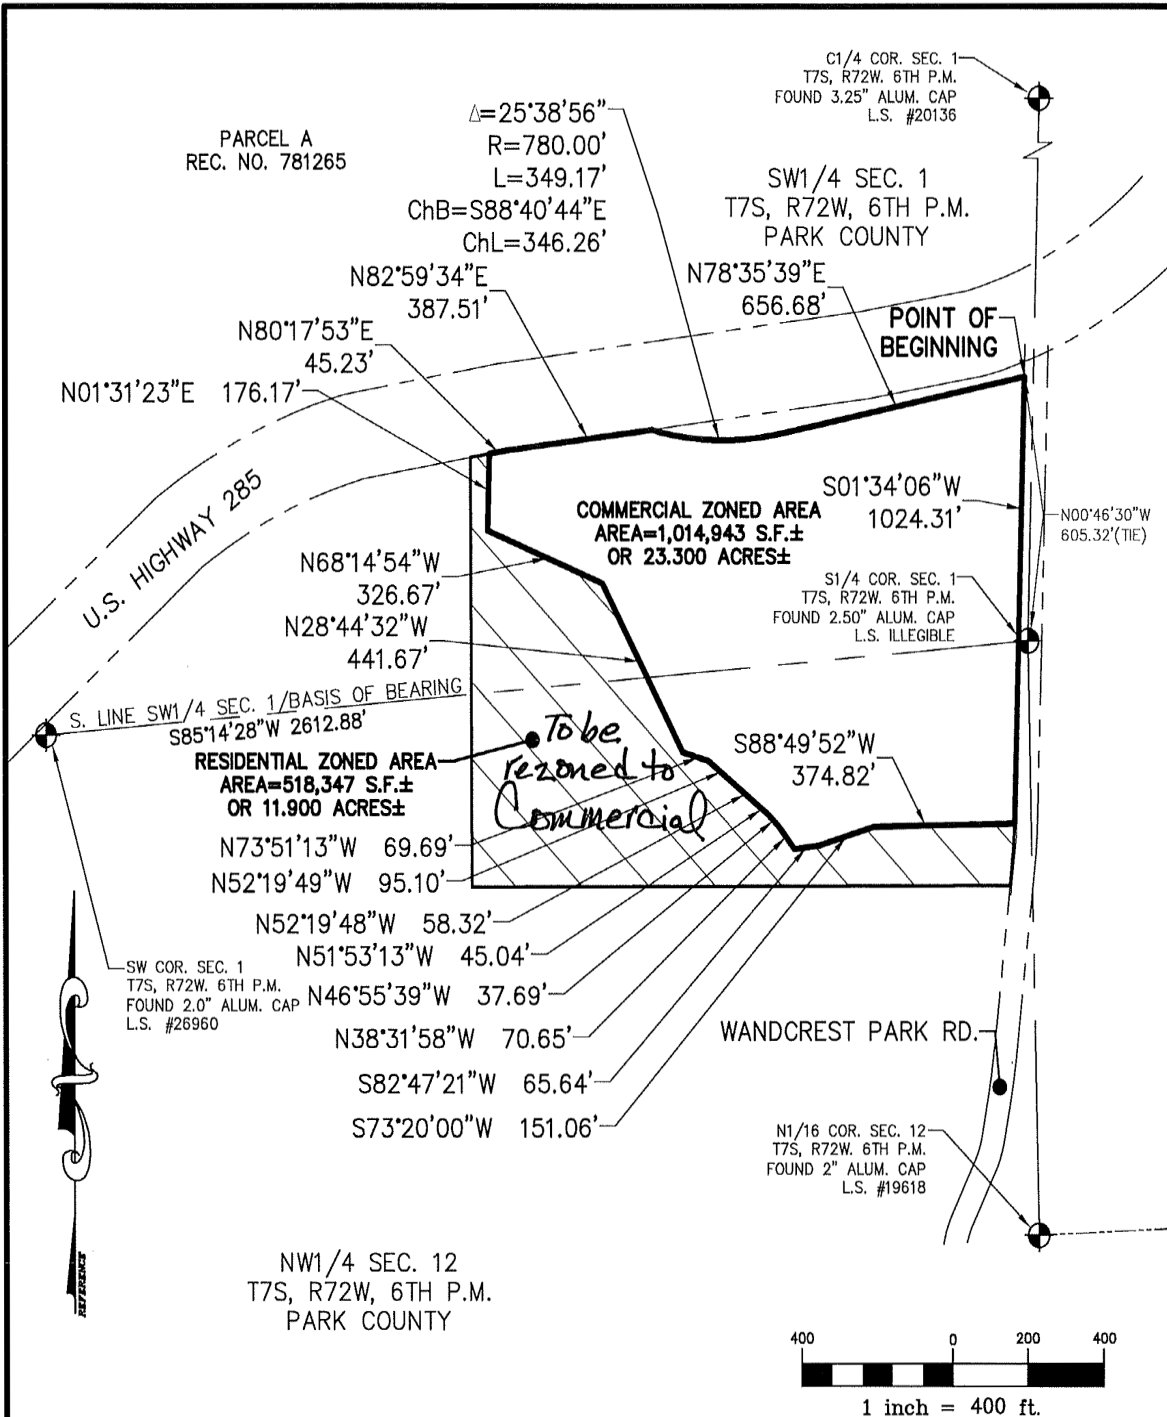 C1/4 COR. SEC. 1
T7S, R72W. 6TH P.M.
FOUND 3.25" ALUM. CAP
L.S. #20136
PARCEL A
REC. NO. 781265
Δ=25°38'56"
R=780.00'
L=349.17'
ChB=S88°40'44"E
ChL=346.26'
SW1/4 SEC. 1
T7S, R72W, 6TH P.M.
PARK COUNTY
N82°59'34"E
387.51'
N78°35'39"E
656.68'
N80°17'53"E
45.23'
POINT OF
BEGINNING
N01°31'23"E 176.17'
U.S. HIGHWAY 285
COMMERCIAL ZONED AREA
AREA=1,014,943 S.F.±
OR 23.300 ACRES±
S01°34'06"W
1024.31'
N00°46'30"W
605.32'(TIE)
N68°14'54"W
326.67'
S1/4 COR. SEC. 1
T7S, R72W. 6TH P.M.
FOUND 2.50" ALUM. CAP
L.S. ILLEGIBLE
N28°44'32"W
441.67'
S. LINE SW1/4 SEC. 1/BASIS OF BEARING
S85°14'28"W 2612.88'
RESIDENTIAL ZONED AREA
AREA=518,347 S.F.±
OR 11.900 ACRES±
To be
rezoned to
Commercial
S88°49'52"W
374.82'
N73°51'13"W 69.69'
N52°19'49"W 95.10'
N52°19'48"W 58.32'
N51°53'13"W 45.04'
SW COR. SEC. 1
T7S, R72W. 6TH P.M.
FOUND 2.0" ALUM. CAP
L.S. #26960
N46°55'39"W 37.69'
N38°31'58"W 70.65'
S82°47'21"W 65.64'
S73°20'00"W 151.06'
WANDCREST PARK RD.
N1/16 COR. SEC. 12
T7S, R72W. 6TH P.M.
FOUND 2" ALUM. CAP
L.S. #19618
REFERENCE
NW1/4 SEC. 12
T7S, R72W, 6TH P.M.
PARK COUNTY
400 0 200 400
1 inch = 400 ft.